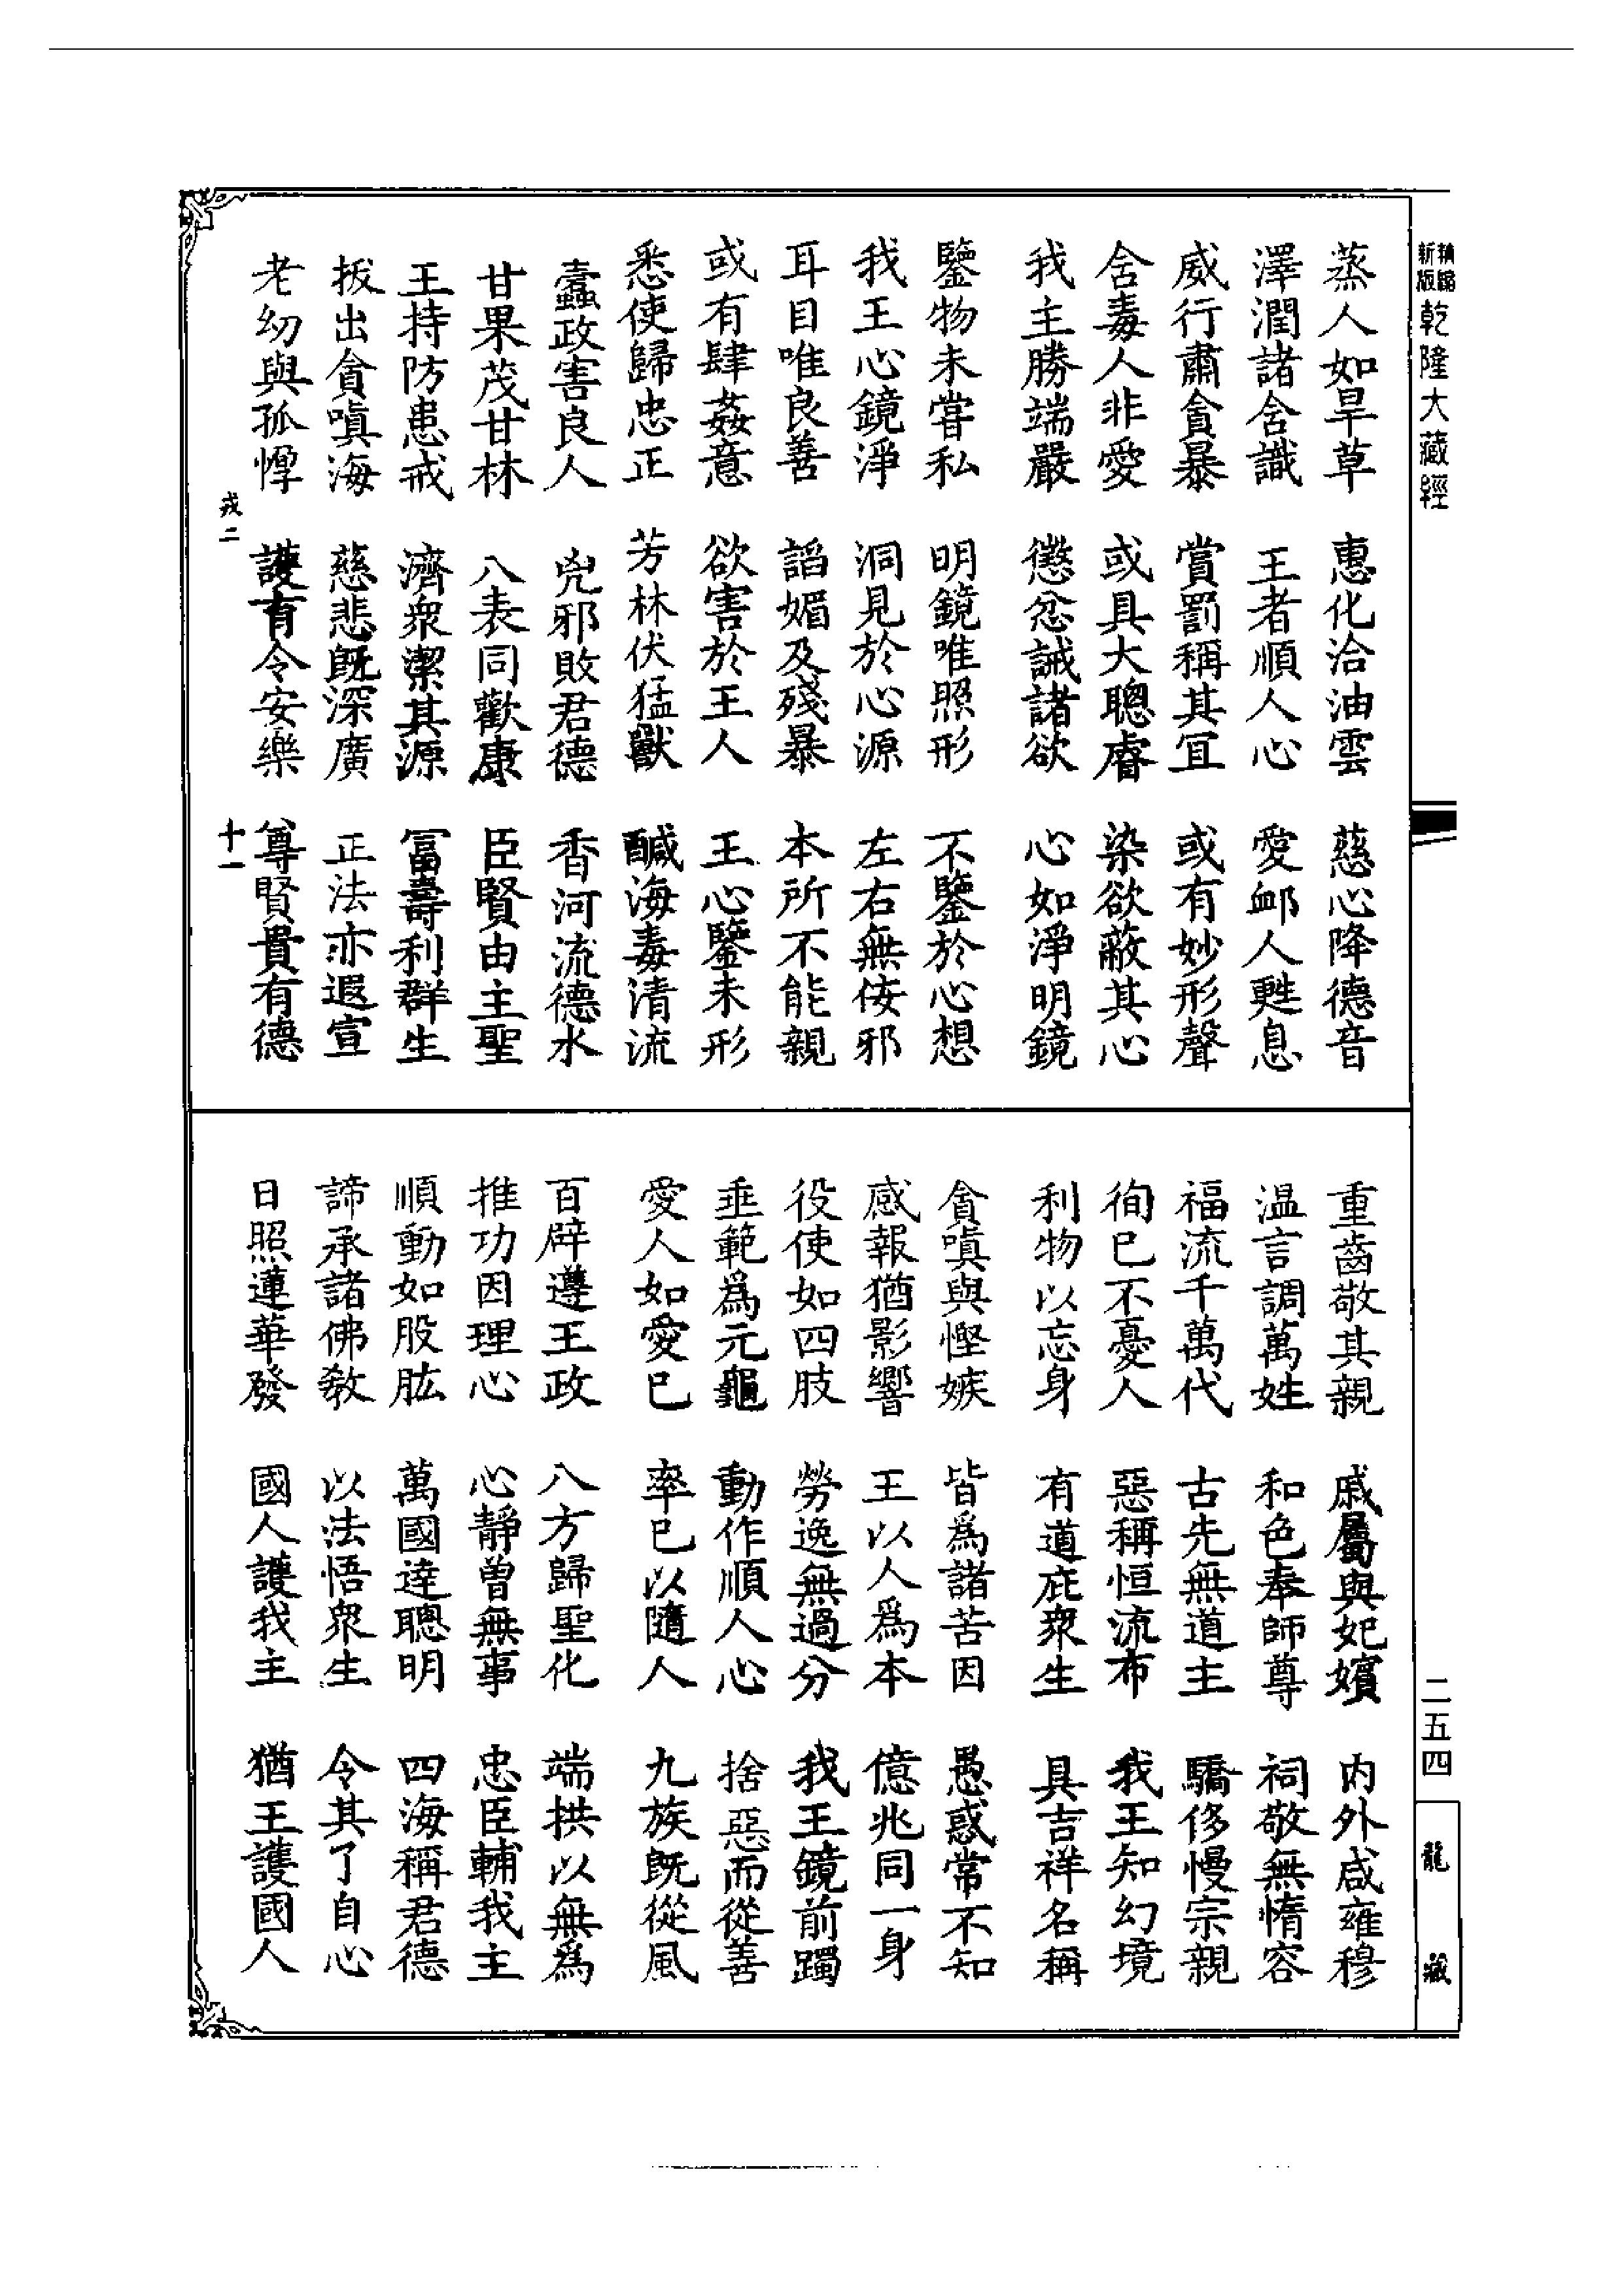 精縮新版乾隆大藏經
蒸人如旱草 惠化洽油雲 慈心降德音
澤潤諸含識 王者順人心 愛䘏人甦息
威行肅貪暴 賞罰稱其宜 或有妙形聲
含毒人非愛 或具大聰睿 染欲蔽其心
我主勝端嚴 懲忿誡諸欲 心如淨明鏡
鑒物未嘗私 明鏡唯照形 不鑒於心想
我王心鏡淨 洞見於心源 左右無侫邪
耳目唯良善 諂媚及殘暴 本所不能親
或有肆姦意 欲害於王人 王心鑒未形
悉使歸忠正 芳林伏猛獸 醎海毒清流
蠹政害良人 兇邪敗君德 香河流德水
甘果茂甘林 八表同歡康 臣賢由主聖
王持防患戒 濟衆潔其源 冨壽利群生
拔出貪嗔海 慈悲既深廣 正法亦遐宣
老幼與孤惸 護育令安樂 尊賢貴有德
戎二 十一
重齒敬其親 戚屬與妃嬪 内外咸雍穆
温言調萬姓 和色奉師尊 祠敬無惰容
福流千萬代 古先無道主 驕侈慢宗親
徇己不憂人 惡稱恒流布 我王知幻境
利物以忘身 有道庇衆生 具吉祥名稱
貪嗔與慳嫉 皆爲諸苦因 愚惑常不知
感報猶影響 王以人爲本 億兆同一身
役使如四肢 勞逸無過分 我王鏡前躅
垂範爲元龜 動作順人心 捨惡而從善
愛人如愛己 率己以隨人 九族既從風
百辟遵王政 八方歸聖化 端拱以無爲
推功因理心 心靜曾無事 忠臣輔我主
順動如股肱 萬國達聰明 四海稱君德
諦承諸佛敎 以法悟衆生 令其了自心
日照蓮華發 國人護我主 猶王護國人
二五四
龍藏